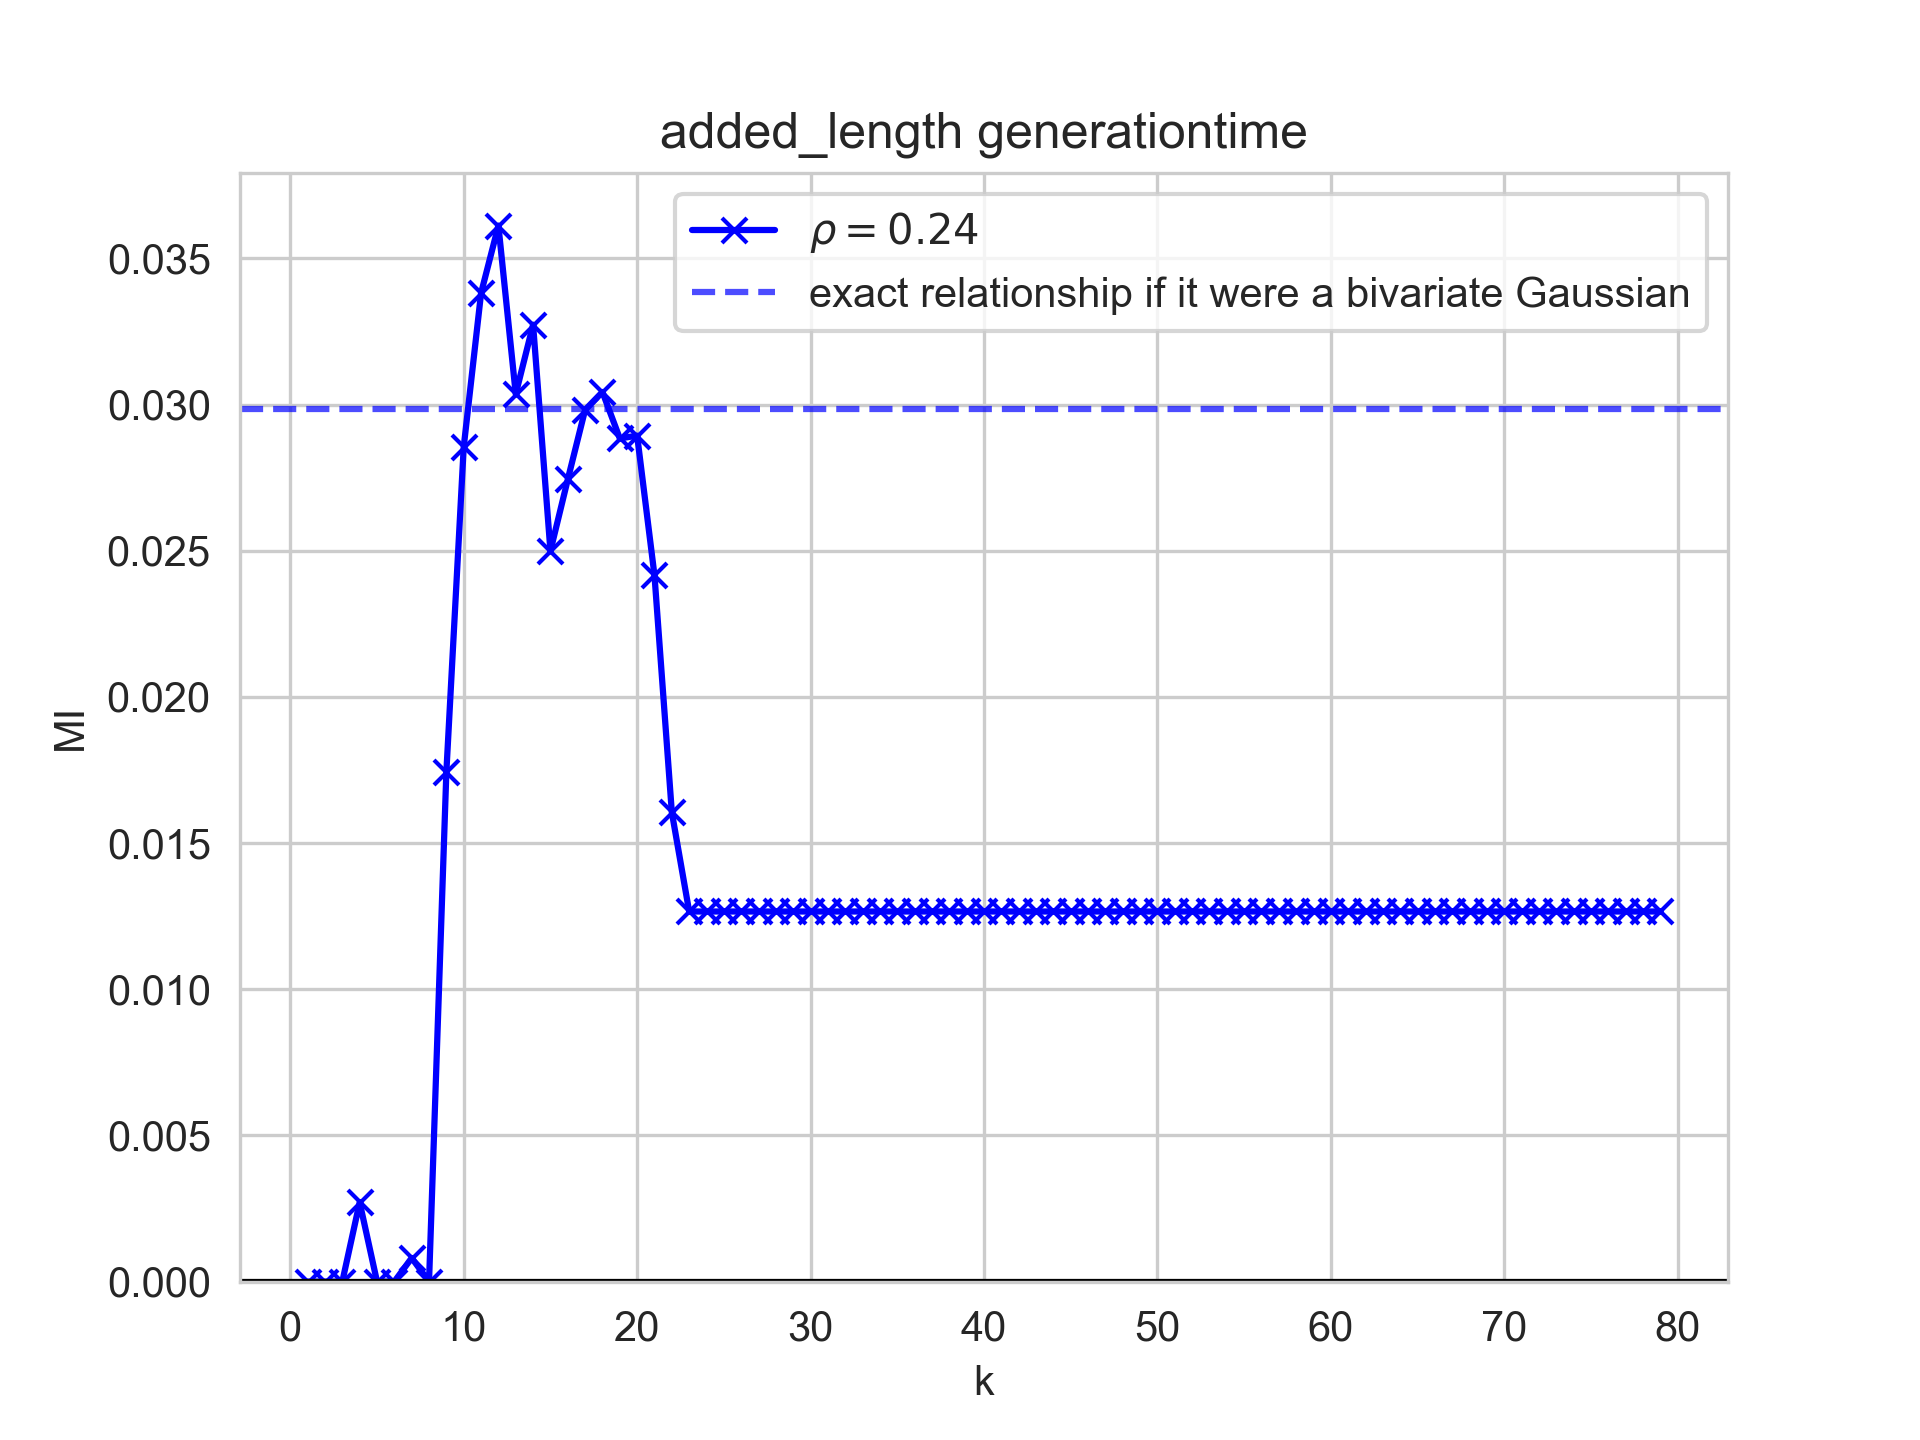 added_length generationtime
ρ = 0.24
exact relationship if it were a bivariate Gaussian
0.035
0.030
0.025
0.020
0.015
0.010
0.005
0.000
MI
0 10 20 30 40 50 60 70 80
k